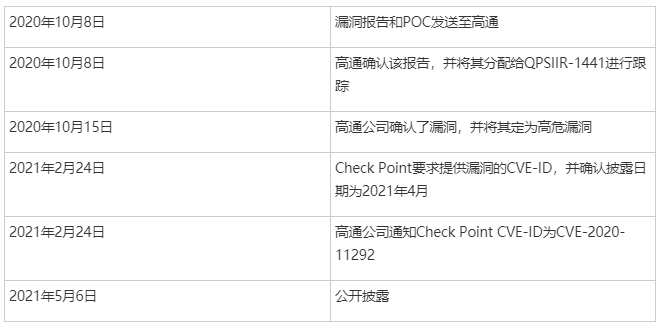 2020年10月8日
漏洞报告和POC发送至高通
2020年10月8日
高通确认该报告，并将其分配给QPSIIR-1441进行跟
踪
2020年10月15日
高通公司确认了漏洞，并将其定为高危漏洞
2021年2月24日
Check Point要求提供漏洞的CVE-ID，并确认披露日
期为2021年4月
2021年2月24日
高通公司通知Check Point CVE-ID为CVE-2020-
11292
2021年5月6日
公开披露